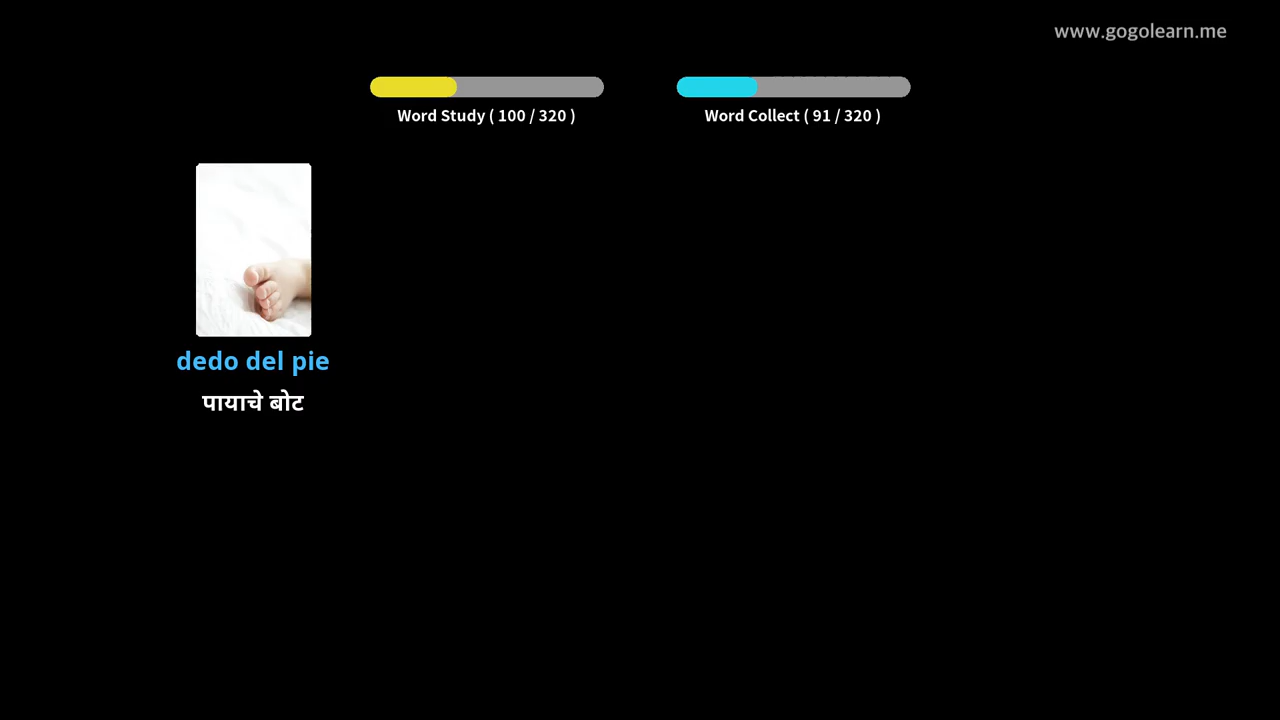 www.gogolearn.me
Word Study ( 100 / 320 )
Word Collect ( 91 / 320 )
dedo del pie
पायाचे बोट